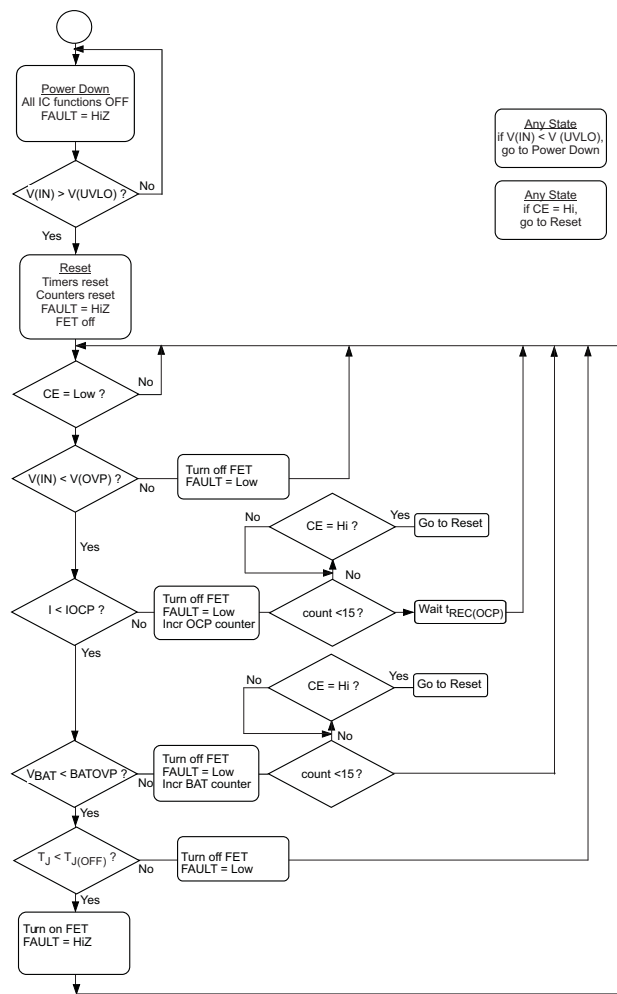 Power Down
All IC functions OFF
FAULT = HiZ
Any State
if V(IN) < V (UVLO),
go to Power Down
V(IN) > V(UVLO) ?
No
Yes
Any State
if CE = Hi,
go to Reset
Reset
Timers reset
Counters reset
FAULT = HiZ
FET off
CE = Low ?
No
V(IN) < V(OVP) ?
No
Turn off FET
FAULT = Low
Yes
No
CE = Hi ?
Yes
Go to Reset
No
I < IOCP ?
No
Turn off FET
FAULT = Low
Incr OCP counter
count <15?
Wait tREC(OCP)
Yes
No
CE = Hi ?
Yes
Go to Reset
No
VBAT < BATOVP ?
No
Turn off FET
FAULT = Low
Incr BAT counter
count <15?
Yes
TJ < TJ(OFF) ?
No
Turn off FET
FAULT = Low
Yes
Turn on FET
FAULT = HiZ